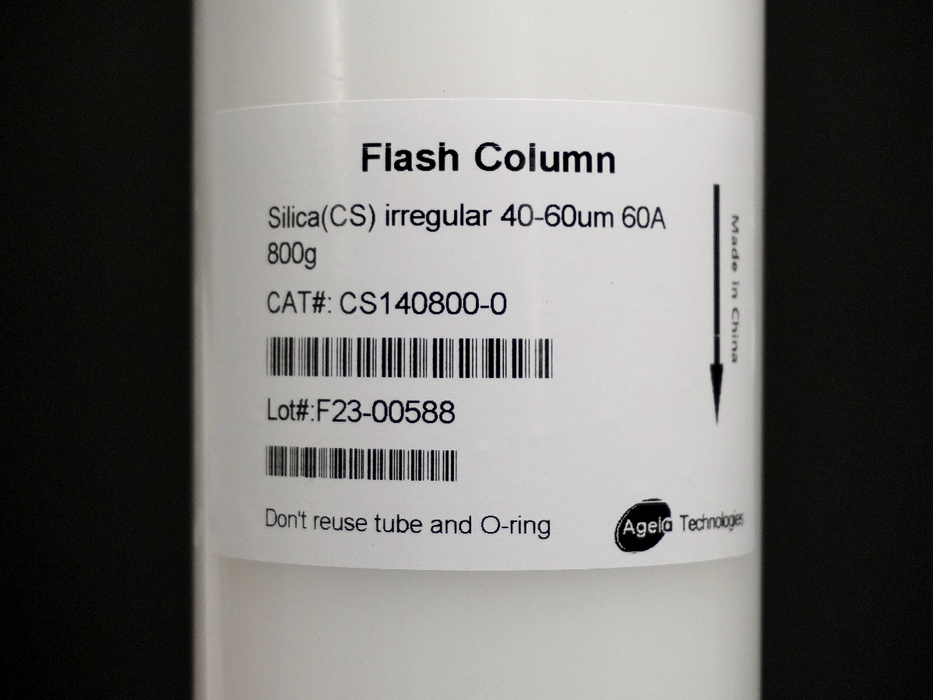 Flash Column
Silica(CS) irregular 40-60um 60A
800g
CAT#: CS140800-0
Lot#:F23-00588
Don't reuse tube and O-ring
Agela Technologies
Made in China